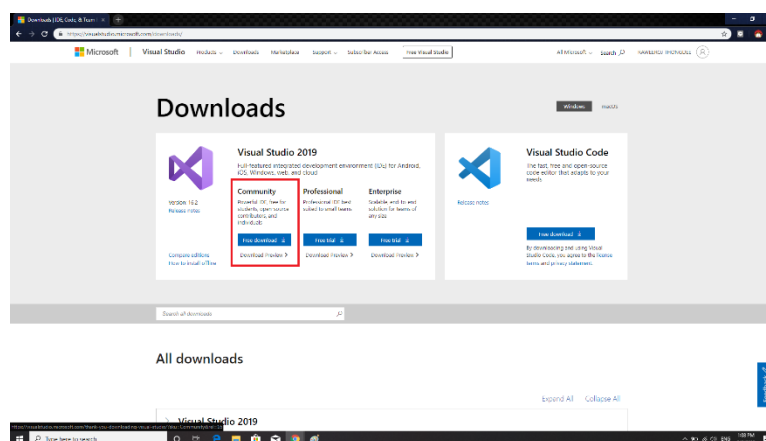 Downloads | IDE, Code, & Team F
https://visualstudio.microsoft.com/downloads/
Microsoft | Visual Studio Products Downloads Marketplace Support Subscriber Access Free Visual Studio All Microsoft Search
Downloads
Windows macOS
Visual Studio 2019
Full-featured integrated development environment (IDE) for Android,
iOS, Windows, web, and cloud
Version 16.2
Release notes
Community
Powerful IDE, free for
students, open-source
contributors, and
individuals
Free download
Download Preview >
Professional
Professional IDE best
suited to small teams
Free trial
Download Preview >
Enterprise
Scalable, end-to-end
solution for teams of
any size
Free trial
Download Preview >
Compare editions
How to install offline
Visual Studio Code
The fast, free and open-source
code editor that adapts to your
needs
Release notes
Free download
By downloading and using Visual
Studio Code, you agree to the license
terms and privacy statement.
Search all downloads
All downloads
Expand All Collapse All
Feedback
Visual Studio 2019
Type here to search
ENG 1:08 PM